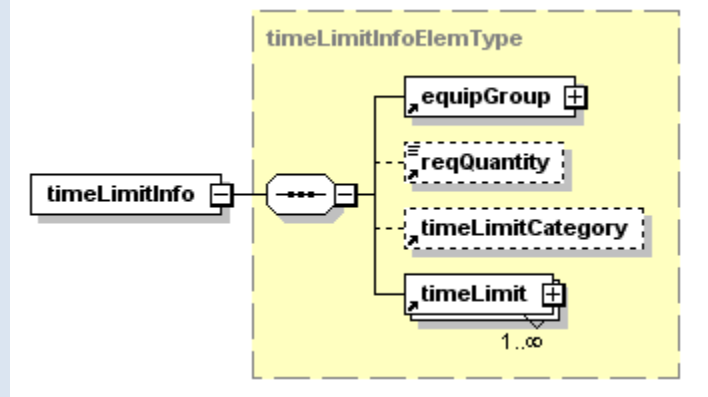 timeLimitInfoElemType
equipGroup
reqQuantity
timeLimitInfo
timeLimitCategory
timeLimit
1..∞